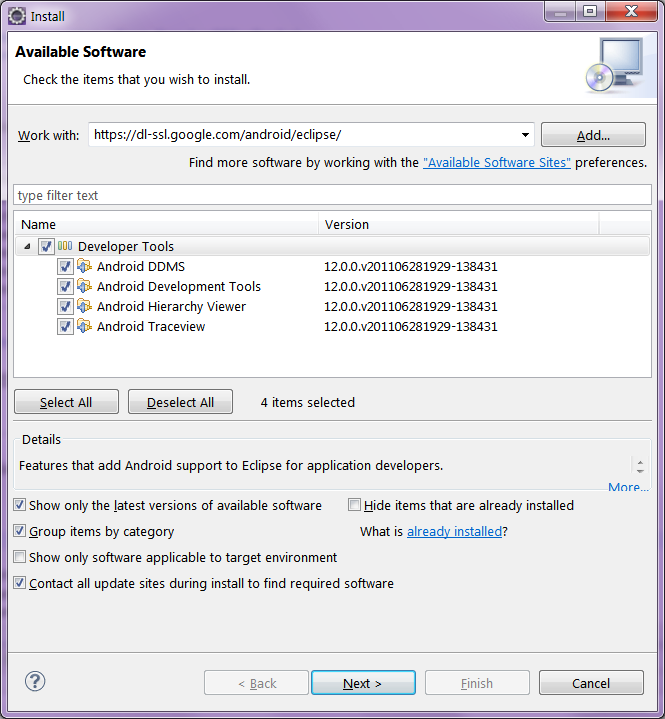 Install
Available Software
Check the items that you wish to install.
Work with: https://dl-ssl.google.com/android/eclipse/ Add...
Find more software by working with the "Available Software Sites" preferences.
type filter text
Name Version
Developer Tools
Android DDMS 12.0.0.v201106281929-138431
Android Development Tools 12.0.0.v201106281929-138431
Android Hierarchy Viewer 12.0.0.v201106281929-138431
Android Traceview 12.0.0.v201106281929-138431
Select All Deselect All 4 items selected
Details
Features that add Android support to Eclipse for application developers.
More...
Show only the latest versions of available software Hide items that are already installed
Group items by category What is already installed?
Show only software applicable to target environment
Contact all update sites during install to find required software
? < Back Next > Finish Cancel